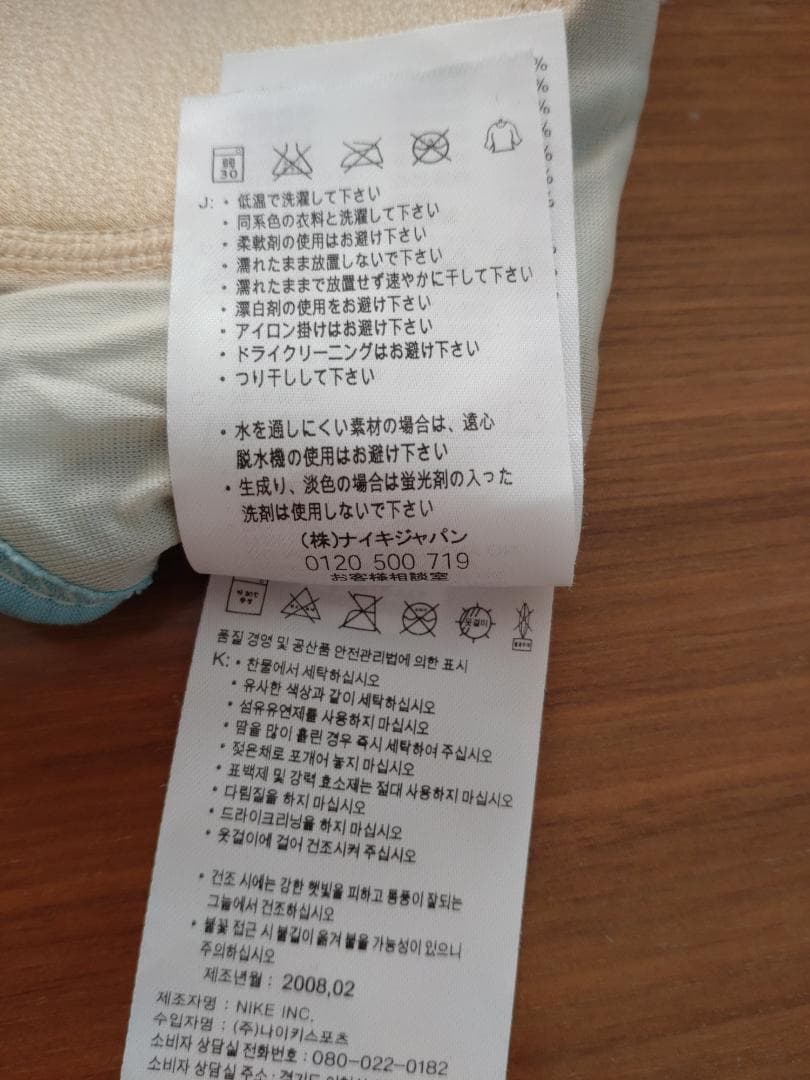 %
%
%
%
%
%
%
弱
30
J: ・低温で洗濯して下さい
・同系色の衣料と洗濯して下さい
・柔軟剤の使用はお避け下さい
・濡れたまま放置しないで下さい
・濡れたままで放置せず速やかに干して下さい
・漂白剤の使用をお避け下さい
・アイロン掛けはお避け下さい
・ドライクリーニングはお避け下さい
・つり干しして下さい
・水を通しにくい素材の場合は、遠心
脱水機の使用はお避け下さい
・生成り、淡色の場合は蛍光剤の入った
洗剤は使用しないで下さい
(株)ナイキジャパン
0120 500 719
お客様相談室
옷걸이
품질 경영 및 공산품 안전관리법에 의한 표시
K: • 찬물에서 세탁하십시오
• 유사한 색상과 같이 세탁하십시오
• 섬유유연제를 사용하지 마십시오
• 땀을 많이 흘린 경우 즉시 세탁하여 주십시오
• 젖은채로 포개어 놓지 마십시오
• 표백제 및 강력 효소제는 절대 사용하지 마십시오
• 다림질을 하지 마십시오
• 드라이크리닝을 하지 마십시오
• 옷걸이에 걸어 건조시켜 주십시오
• 건조 시에는 강한 햇빛을 피하고 통풍이 잘되는
그늘에서 건조하십시오
• 불꽃 접근 시 불길이 옮겨 붙을 가능성이 있으니
주의하십시오
제조년월 : 2008,02
제조자명 : NIKE INC.
수입자명 : (주)나이키스포츠
소비자 상담실 전화번호 : 080-022-0182
소비자 상담실 주소 : 경기도